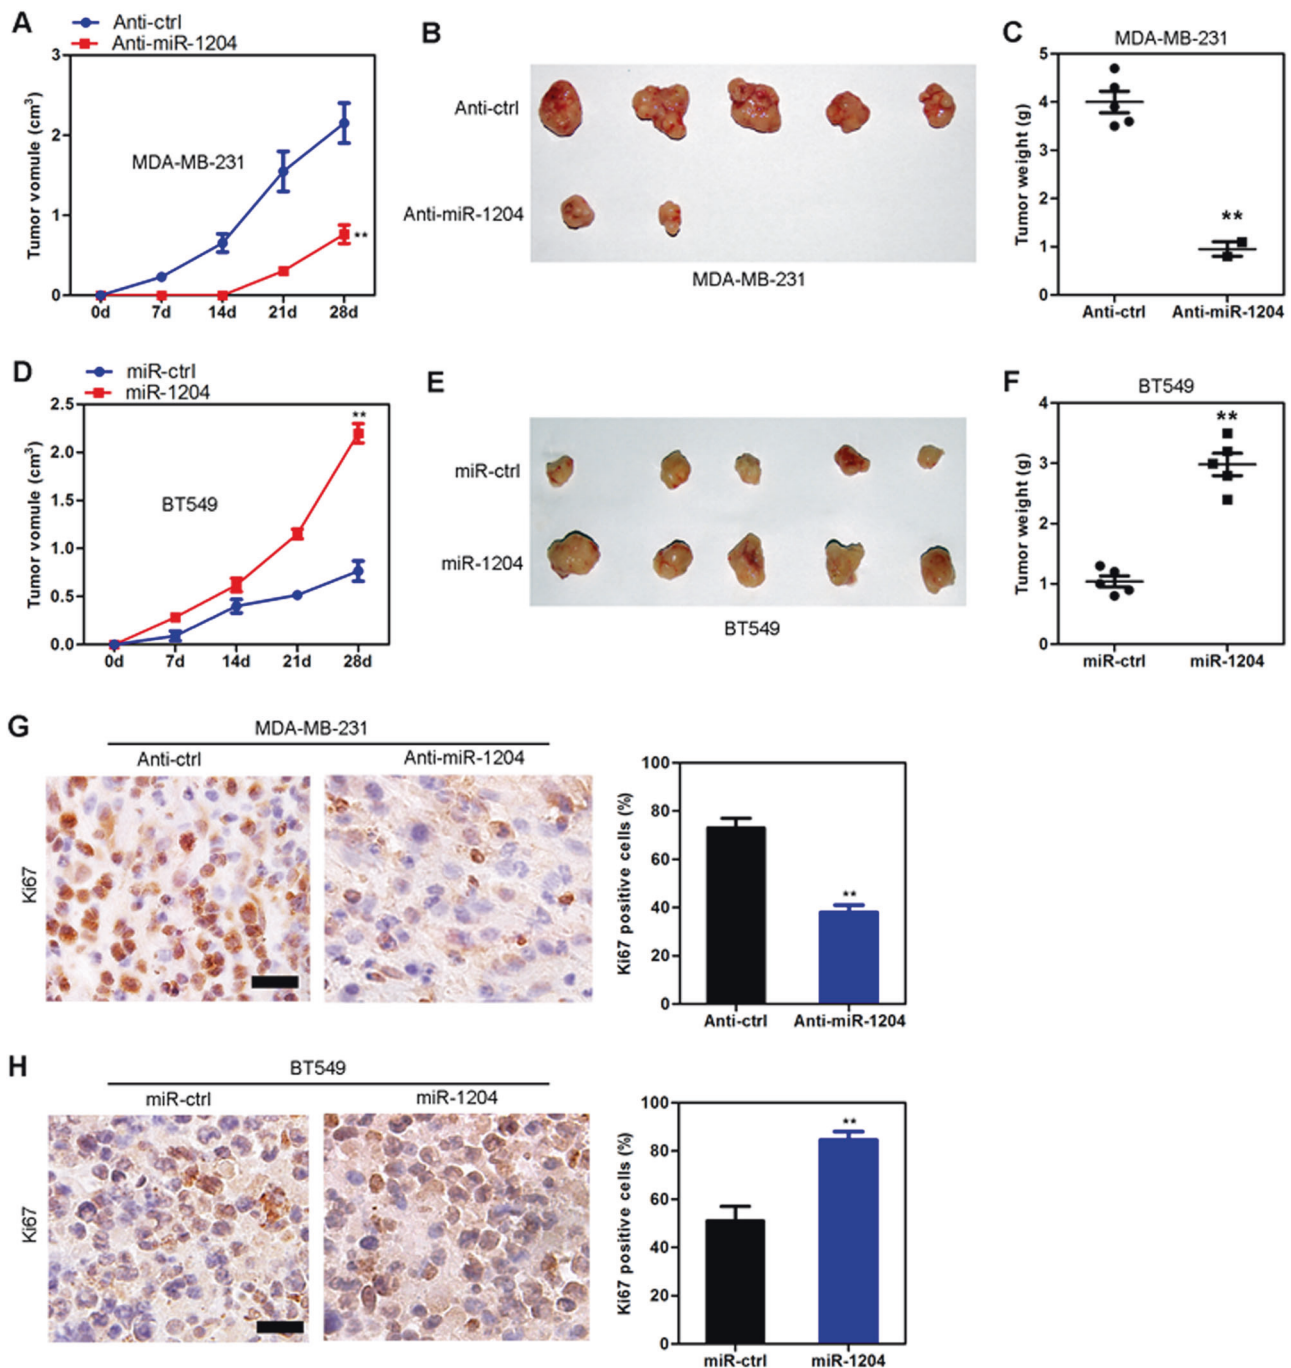 A
Anti-ctrl
Anti-miR-1204
3
2
1
0
Tumor vomule (cm³)
MDA-MB-231
**
0d 7d 14d 21d 28d
B
Anti-ctrl
Anti-miR-1204
MDA-MB-231
C
MDA-MB-231
5
4
3
2
1
0
Tumor weight (g)
**
Anti-ctrl Anti-miR-1204
D
miR-ctrl
miR-1204
2.5
2.0
1.5
1.0
0.5
0.0
Tumor vomule (cm³)
BT549
**
0d 7d 14d 21d 28d
E
miR-ctrl
miR-1204
BT549
F
BT549
4
3
2
1
0
Tumor weight (g)
**
miR-ctrl miR-1204
G
MDA-MB-231
Anti-ctrl Anti-miR-1204
Ki67
100
80
60
40
20
0
Ki67 positive cells (%)
**
Anti-ctrl Anti-miR-1204
H
BT549
miR-ctrl miR-1204
Ki67
100
80
60
40
20
0
Ki67 positive cells (%)
**
miR-ctrl miR-1204